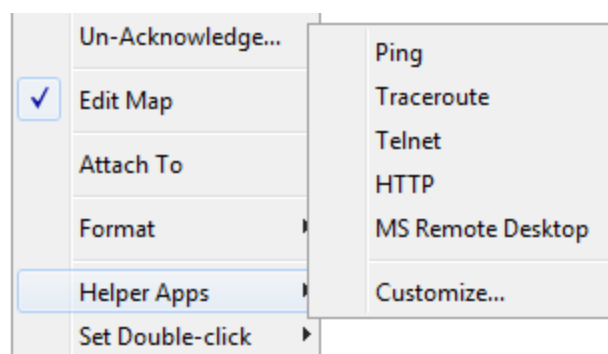 Un-Acknowledge...
Edit Map
Attach To
Format
Helper Apps
Set Double-click
Ping
Traceroute
Telnet
HTTP
MS Remote Desktop
Customize...